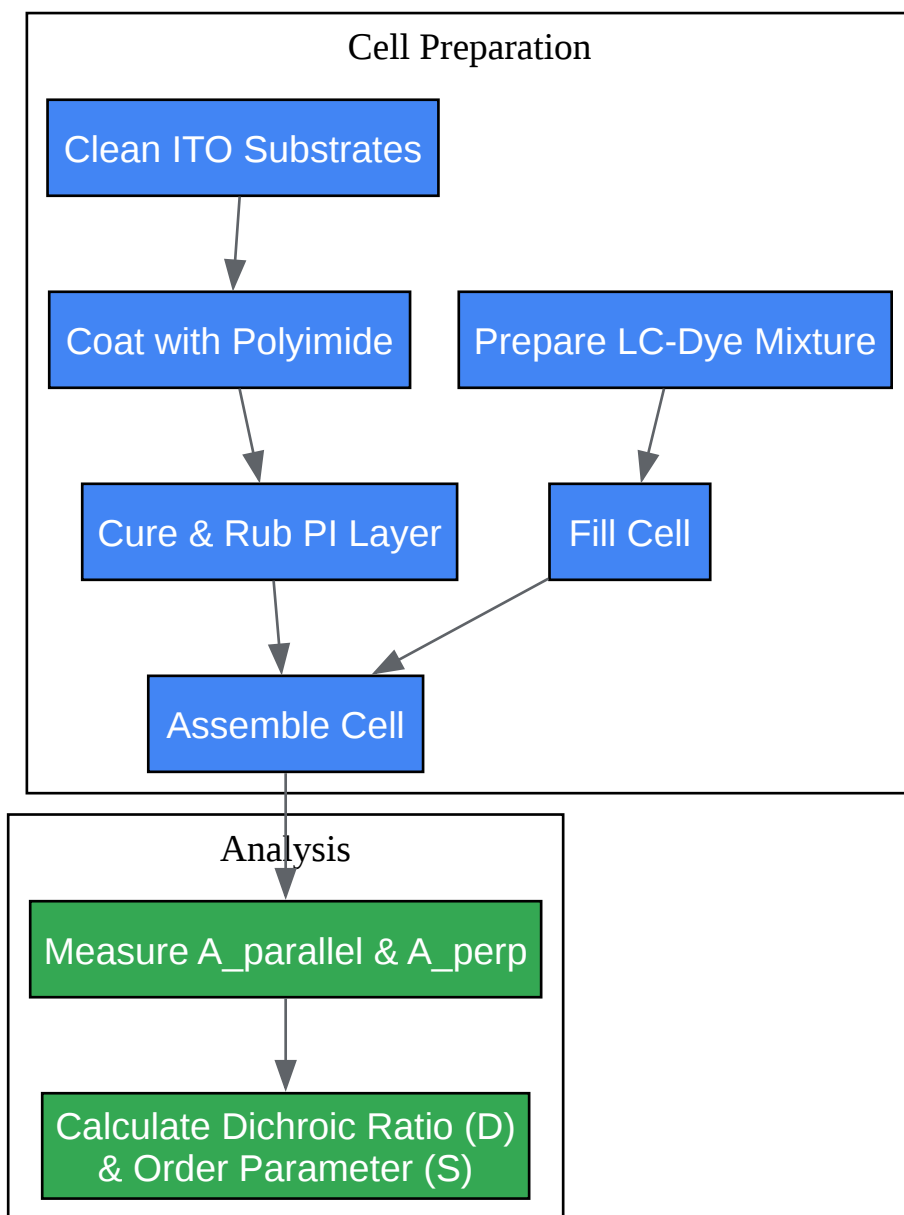 Cell Preparation
Clean ITO Substrates
Coat with Polyimide
Prepare LC-Dye Mixture
Cure & Rub PI Layer
Fill Cell
Assemble Cell
Analysis
Measure A_parallel & A_perp
Calculate Dichroic Ratio (D)
& Order Parameter (S)